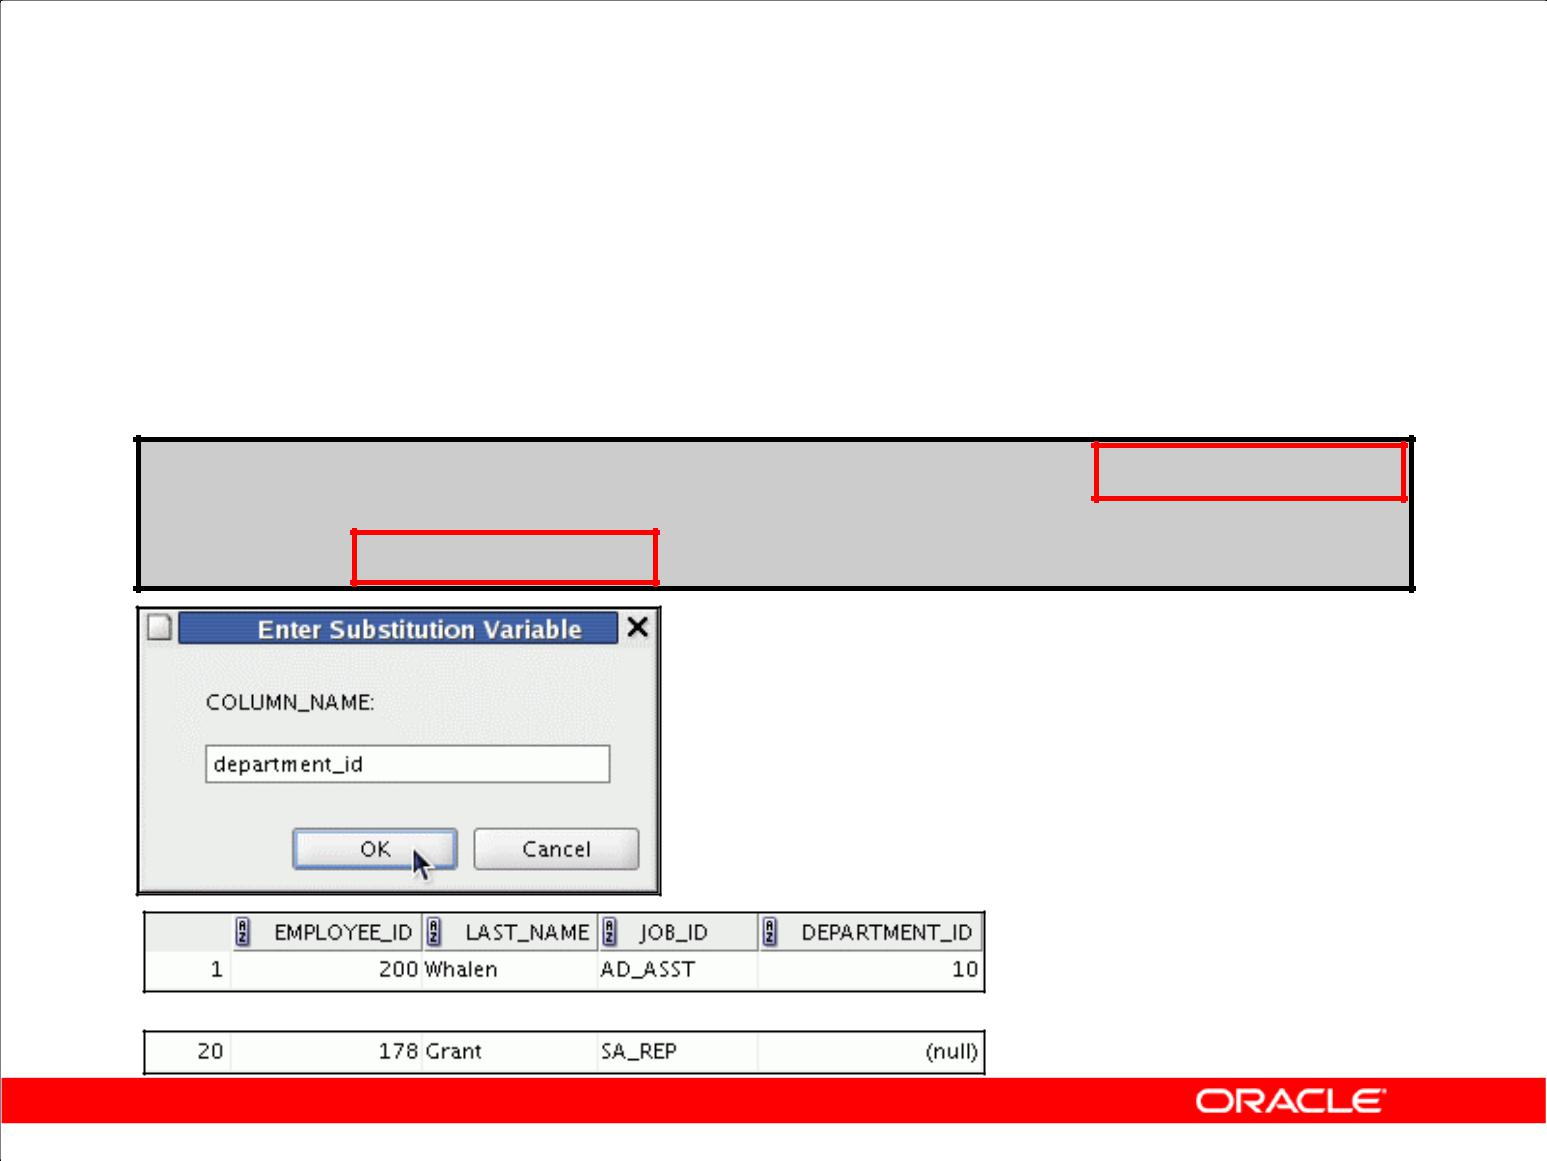 Enter Substitution Variable
COLUMN_NAME:
department_id
OK Cancel
EMPLOYEE_ID LAST_NAME JOB_ID DEPARTMENT_ID
1 200 Whalen AD_ASST 10
20 178 Grant SA_REP (null)
ORACLE